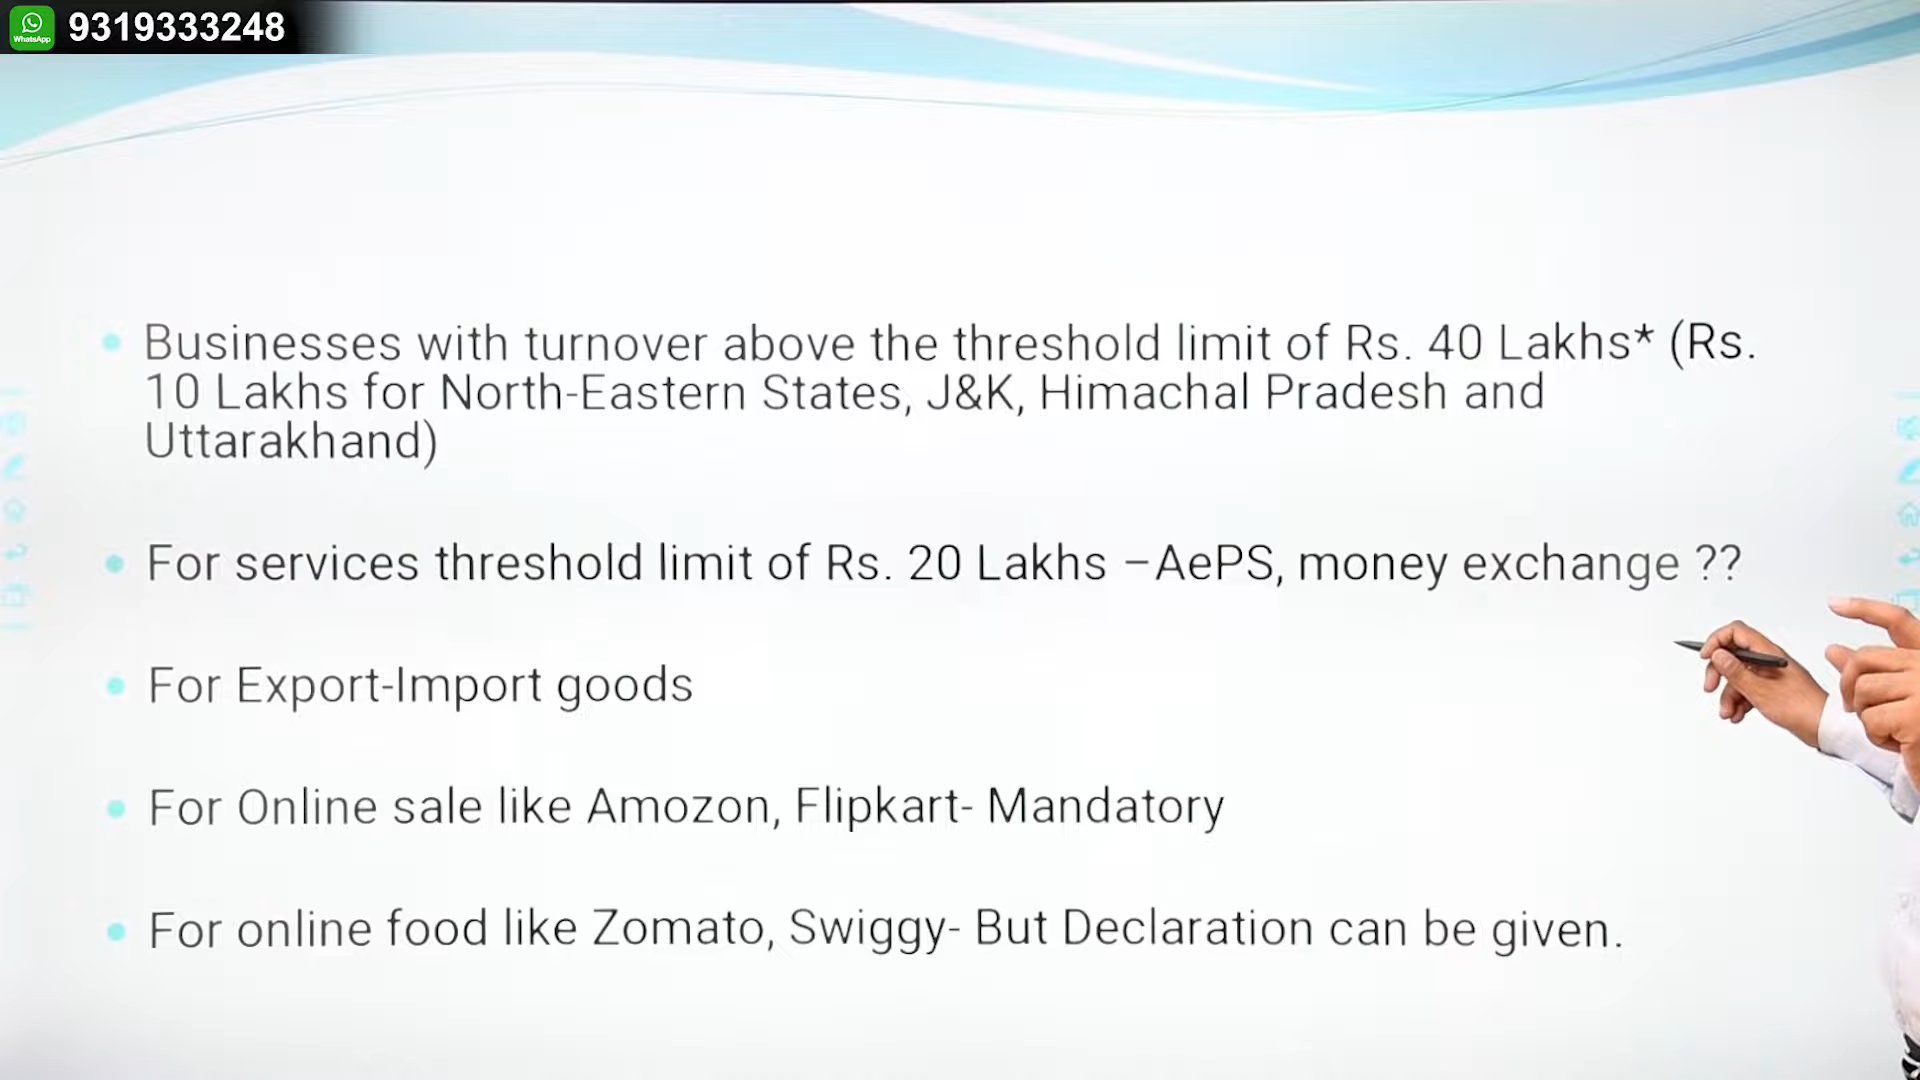 WhatsApp
9319333248
Businesses with turnover above the threshold limit of Rs. 40 Lakhs* (Rs.
10 Lakhs for North-Eastern States, J&K, Himachal Pradesh and
Uttarakhand)
For services threshold limit of Rs. 20 Lakhs –AePS, money exchange ??
For Export-Import goods
For Online sale like Amozon, Flipkart- Mandatory
For online food like Zomato, Swiggy- But Declaration can be given.